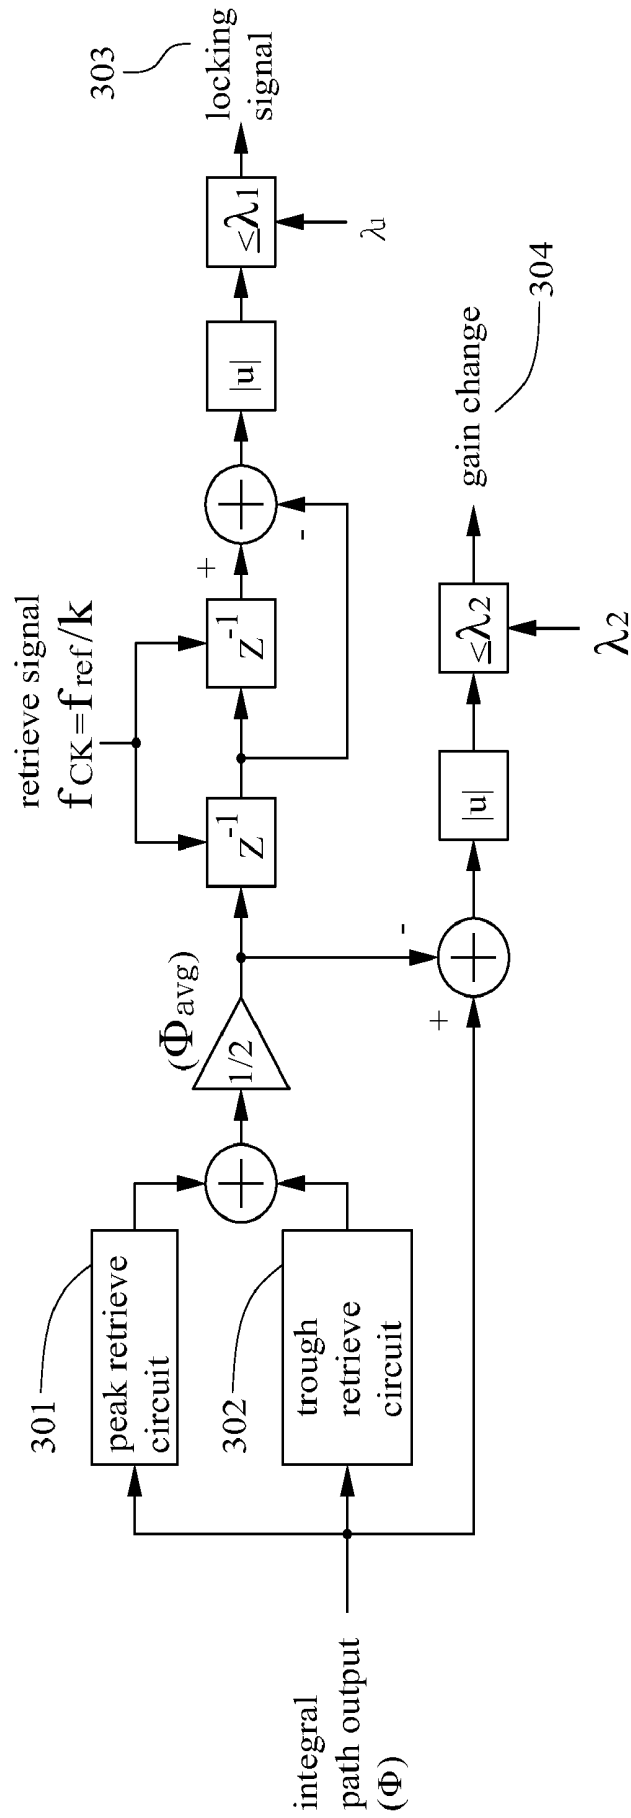 integral
path output
(Φ)
301
peak retrieve
circuit
302
trough
retrieve
circuit
1/2
(Φavg)
retrieve signal
fCK=fref/k
Z-1
Z-1
+
-
|u|
≤λ1
λ1
locking
signal
303
+
-
|u|
≤λ2
λ2
gain change
304